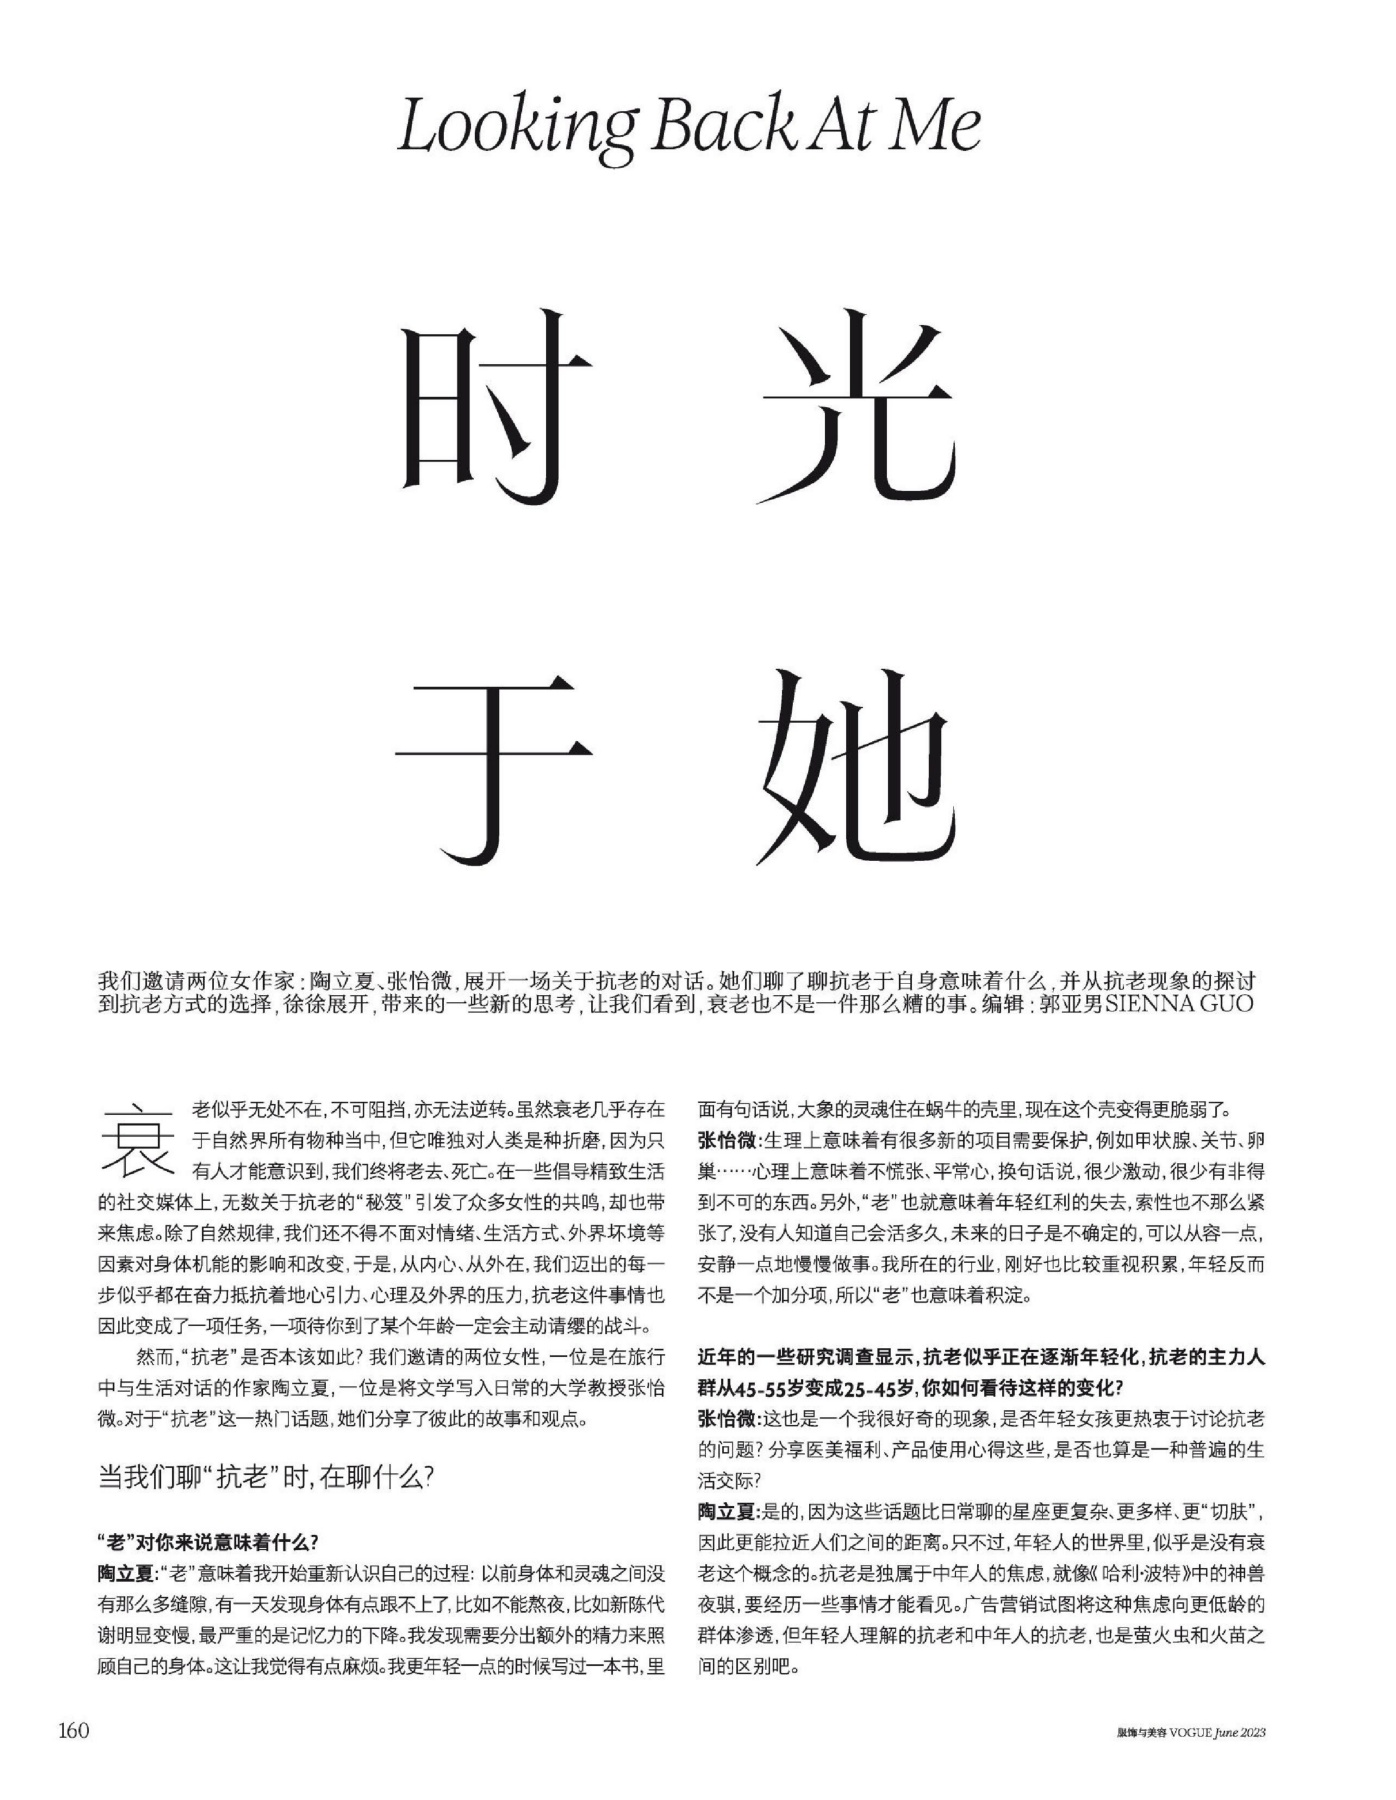 Looking Back At Me
时光
于她
我们邀请两位女作家：陶立夏、张怡微，展开一场关于抗老的对话。她们聊了聊抗老于自身意味着什么，并从抗老现象的探讨
到抗老方式的选择，徐徐展开，带来的一些新的思考，让我们看到，衰老也不是一件那么糟的事。编辑：郭亚男SIENNA GUO
衰老似乎无处不在，不可阻挡，亦无法逆转。虽然衰老几乎存在
于自然界所有物种当中，但它唯独对人类是种折磨，因为只
有人才能意识到，我们终将老去、死亡。在一些倡导精致生活
的社交媒体上，无数关于抗老的“秘笈”引发了众多女性的共鸣，却也带
来焦虑。除了自然规律，我们还不得不面对情绪、生活方式、外界坏境等
因素对身体机能的影响和改变，于是，从内心、从外在，我们迈出的每一
步似乎都在奋力抵抗着地心引力、心理及外界的压力，抗老这件事情也
因此变成了一项任务，一项待你到了某个年龄一定会主动请缨的战斗。
然而，“抗老”是否本该如此？我们邀请的两位女性，一位是在旅行
中与生活对话的作家陶立夏，一位是将文学写入日常的大学教授张怡
微。对于“抗老”这一热门话题，她们分享了彼此的故事和观点。
当我们聊“抗老”时，在聊什么？
“老”对你来说意味着什么？
陶立夏：“老”意味着我开始重新认识自己的过程：以前身体和灵魂之间没
有那么多缝隙，有一天发现身体有点跟不上了，比如不能熬夜，比如新陈代
谢明显变慢，最严重的是记忆力的下降。我发现需要分出额外的精力来照
顾自己的身体。这让我觉得有点麻烦。我更年轻一点的时候写过一本书，里
面有句话说，大象的灵魂住在蜗牛的壳里，现在这个壳变得更脆弱了。
张怡微：生理上意味着有很多新的项目需要保护，例如甲状腺、关节、卵
巢……心理上意味着不慌张、平常心，换句话说，很少激动，很少有非得
到不可的东西。另外，“老”也就意味着年轻红利的失去，索性也不那么紧
张了，没有人知道自己会活多久，未来的日子是不确定的，可以从容一点，
安静一点地慢慢做事。我所在的行业，刚好也比较重视积累，年轻反而
不是一个加分项，所以“老”也意味着积淀。
近年的一些研究调查显示，抗老似乎正在逐渐年轻化，抗老的主力人
群从45-55岁变成25-45岁，你如何看待这样的变化？
张怡微：这也是一个我很好奇的现象，是否年轻女孩更热衷于讨论抗老
的问题？分享医美福利、产品使用心得这些，是否也算是一种普遍的生
活交际？
陶立夏：是的，因为这些话题比日常聊的星座更复杂、更多样、更“切肤”，
因此更能拉近人们之间的距离。只不过，年轻人的世界里，似乎是没有衰
老这个概念的。抗老是独属于中年人的焦虑，就像《哈利·波特》中的神兽
夜骐，要经历一些事情才能看见。广告营销试图将这种焦虑向更低龄的
群体渗透，但年轻人理解的抗老和中年人的抗老，也是萤火虫和火苗之
间的区别吧。
160
服饰与美容 VOGUE June 2023